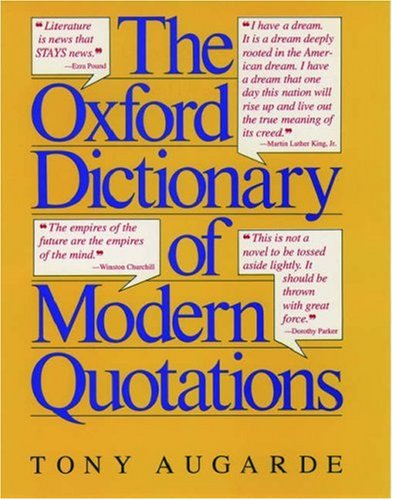 The
Oxford
Dictionary
of
Modern
Quotations
❝Literature
is news that
STAYS news.❞
—Ezra Pound
❝I have a dream.
It is a dream deeply
rooted in the Amer-
ican dream. I have
a dream that one
day this nation will
rise up and live out
the true meaning of
its creed.❞
—Martin Luther King, Jr.
❝The empires of the
future are the empires
of the mind.❞
—Winston Churchill
❝This is not a
novel to be tossed
aside lightly. It
should be
thrown
with great
force.❞
—Dorothy Parker
TONY AUGARDE